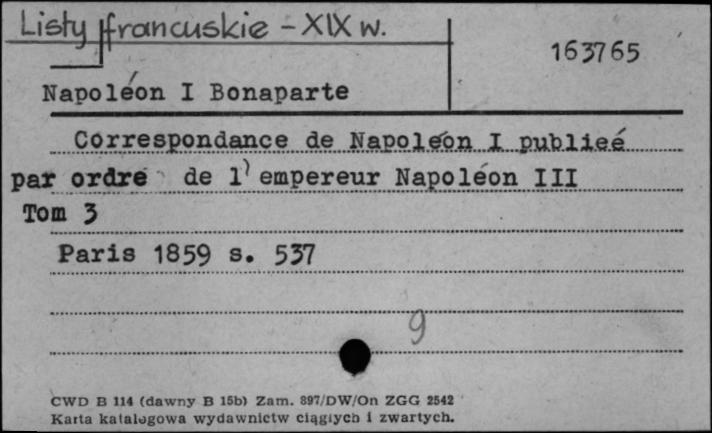 Listy francuskie - XIX w.
163765
Napoléon I Bonaparte
Correspondance de Napoléon I publieé
par ordre de l'empereur Napoléon III
Tom 3
Paris 1859 s. 537
9
CWD B 114 (dawny B 15b) Zam. 897/DW/On ZGG 2542
Karta katalogowa wydawnictw ciągłych i zwartych.